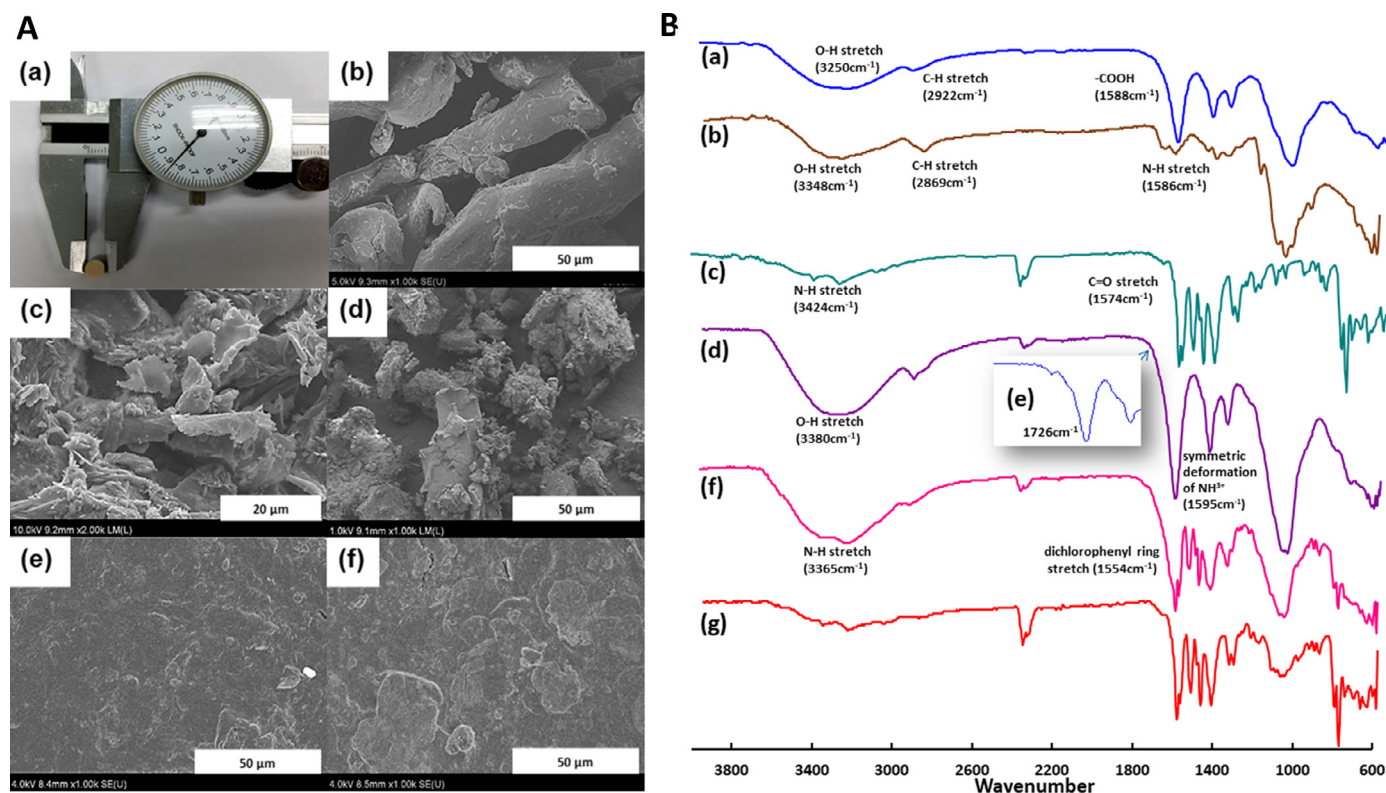 A
B
(a)
(b)
50 µm
5.0kV 9.3mm x1.00k SE(U)
(c)
(d)
20 µm
50 µm
10.0kV 9.2mm x2.00k LM(L)
1.0kV 9.1mm x1.00k LM(L)
(e)
(f)
50 µm
50 µm
4.0kV 8.4mm x1.00k SE(U)
4.0kV 8.5mm x1.00k SE(U)
(a)
O-H stretch
(3250cm-1)
C-H stretch
(2922cm-1)
-COOH
(1588cm-1)
(b)
O-H stretch
(3348cm-1)
C-H stretch
(2869cm-1)
N-H stretch
(1586cm-1)
(c)
N-H stretch
(3424cm-1)
C=O stretch
(1574cm-1)
(d)
O-H stretch
(3380cm-1)
(e)
1726cm-1
symmetric
deformation
of NH3+
(1595cm-1)
(f)
N-H stretch
(3365cm-1)
dichlorophenyl ring
stretch (1554cm-1)
(g)
3800 3400 3000 2600 2200 1800 1400 1000 600
Wavenumber